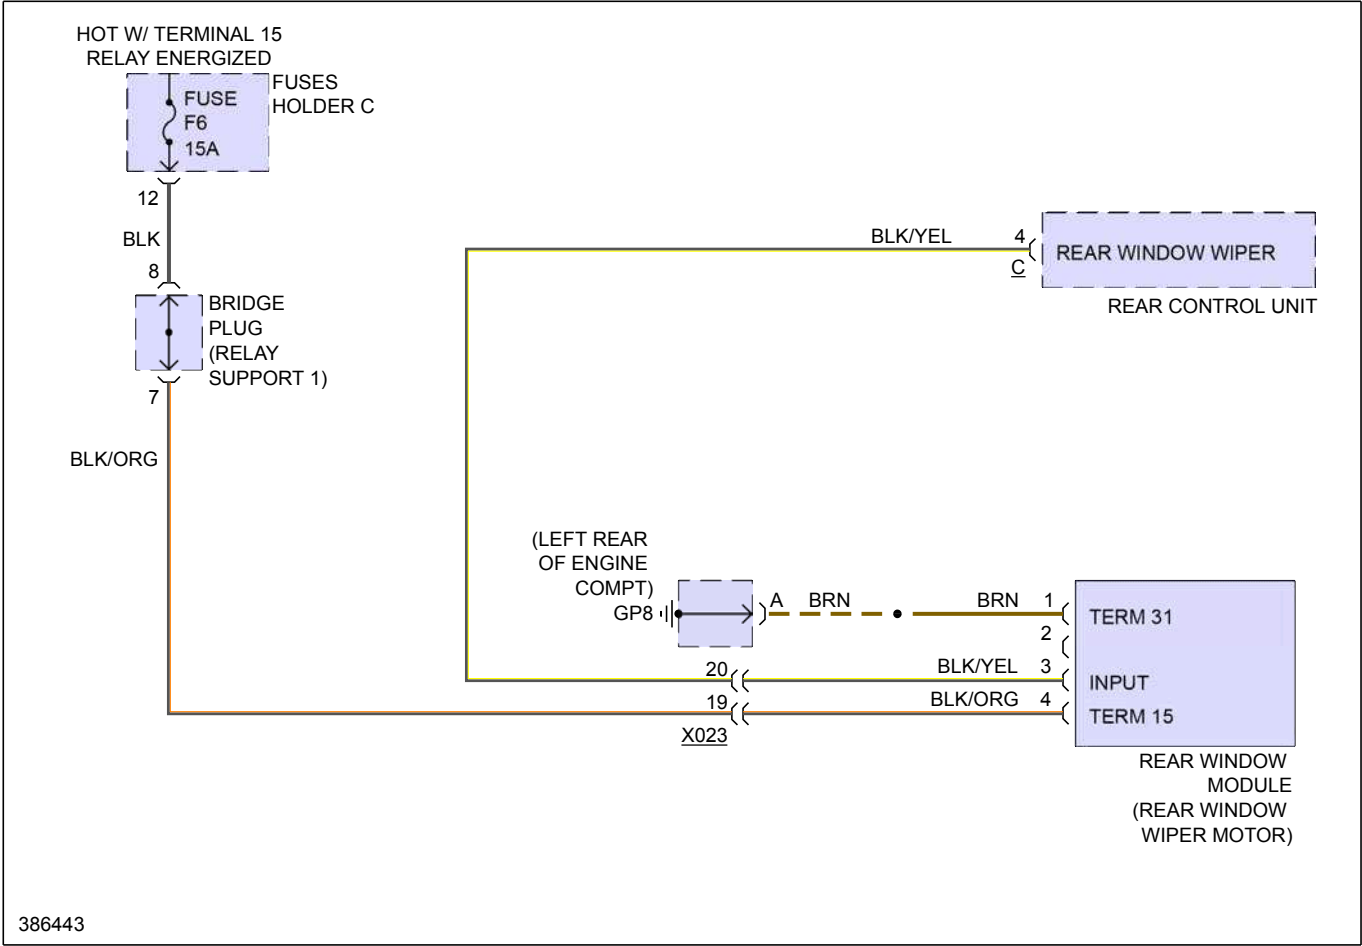 HOT W/ TERMINAL 15
RELAY ENERGIZED
FUSES
HOLDER C
FUSE
F6
15A
12
BLK
8
BRIDGE
PLUG
(RELAY
SUPPORT 1)
7
BLK/ORG
BLK/YEL
4
C
REAR WINDOW WIPER
REAR CONTROL UNIT
(LEFT REAR
OF ENGINE
COMPT)
GP8
A
BRN
BRN
1
TERM 31
2
20
BLK/YEL
3
INPUT
19
BLK/ORG
4
TERM 15
X023
REAR WINDOW
MODULE
(REAR WINDOW
WIPER MOTOR)
386443